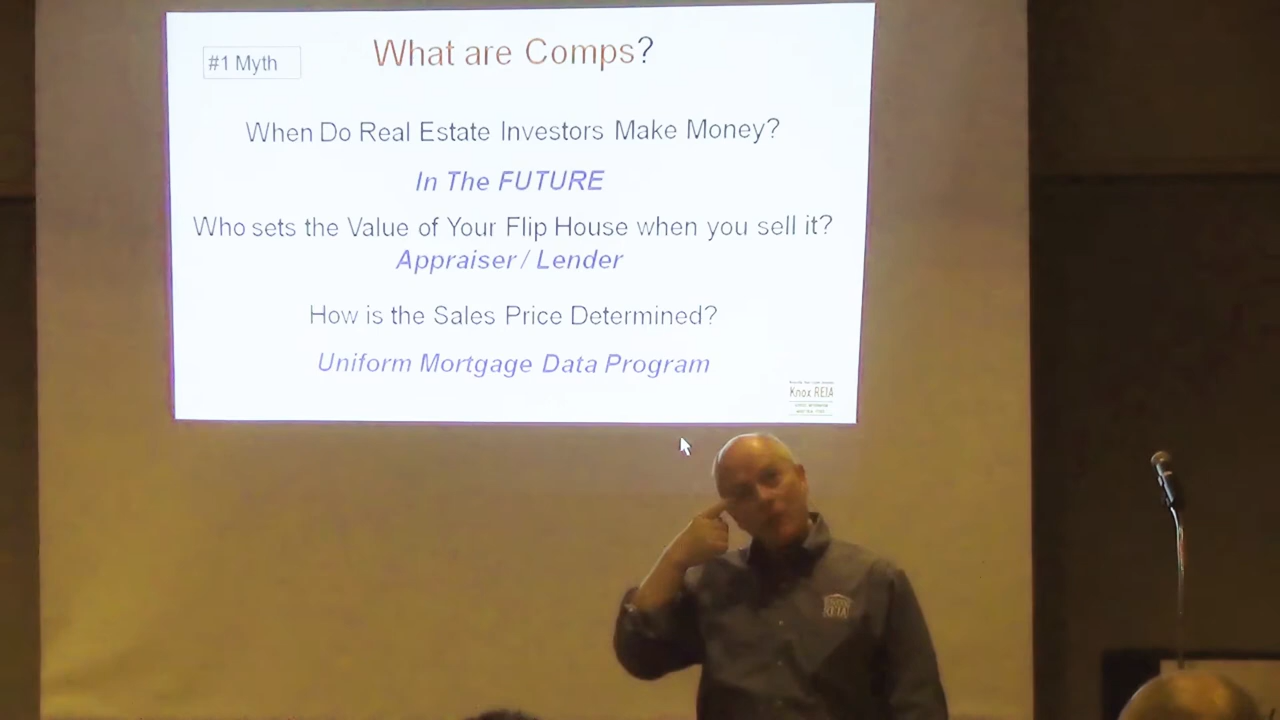 #1 Myth
What are Comps?
When Do Real Estate Investors Make Money?
In The FUTURE
Who sets the Value of Your Flip House when you sell it?
Appraiser / Lender
How is the Sales Price Determined?
Uniform Mortgage Data Program
Knox REIA
REIA